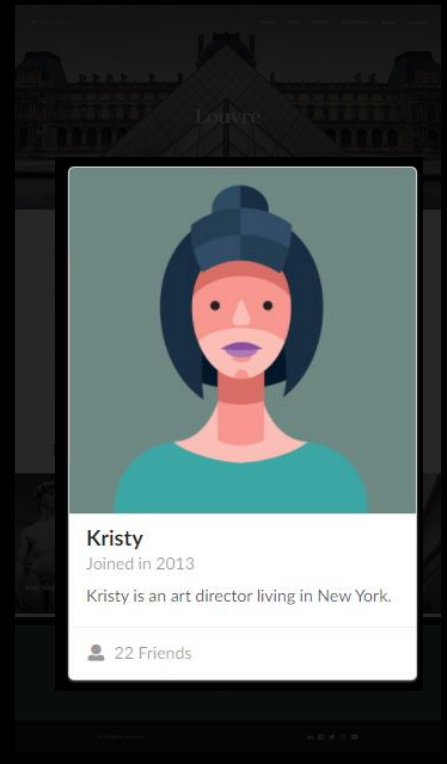 Louvre
Kristy
Joined in 2013
Kristy is an art director living in New York.
22 Friends